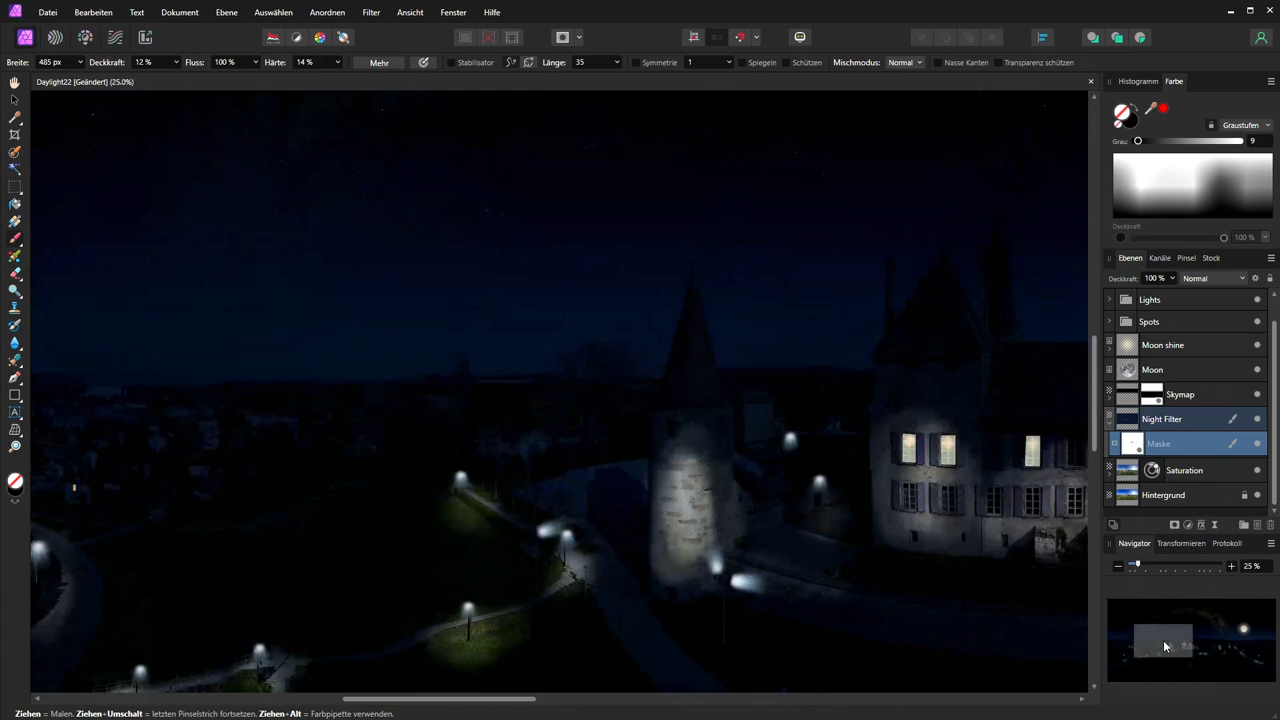 Datei Bearbeiten Text Dokument Ebene Auswählen Anordnen Filter Ansicht Fenster Hilfe
Breite: 485 px Deckkraft: 12 % Fluss: 100 % Härte: 14 % Mehr Stabilisator Länge: 35 Symmetrie 1 Spiegeln Schützen Mischmodus: Normal Nasse Kanten Transparenz schützen
Daylight22 [Geändert] (25.0%)
Histogramm Farbe
Graustufen
Grau: 9
Deckkraft
100 %
Ebenen Kanäle Pinsel Stock
Deckkraft: 100 % Normal
Lights
Spots
Moon shine
Moon
Skymap
Night Filter
Maske
Saturation
Hintergrund
Navigator Transformieren Protokoll
25 %
Ziehen = Malen. Ziehen+Umschalt = letzten Pinselstrich fortsetzen. Ziehen+Alt = Farbpipette verwenden.